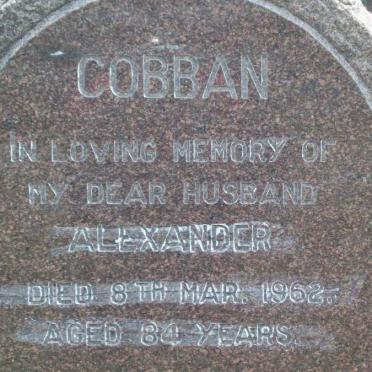 COBBAN
IN LOVING MEMORY OF
MY DEAR HUSBAND
ALEXANDER
DIED 8TH MAR. 1962.
AGED 84 YEARS.